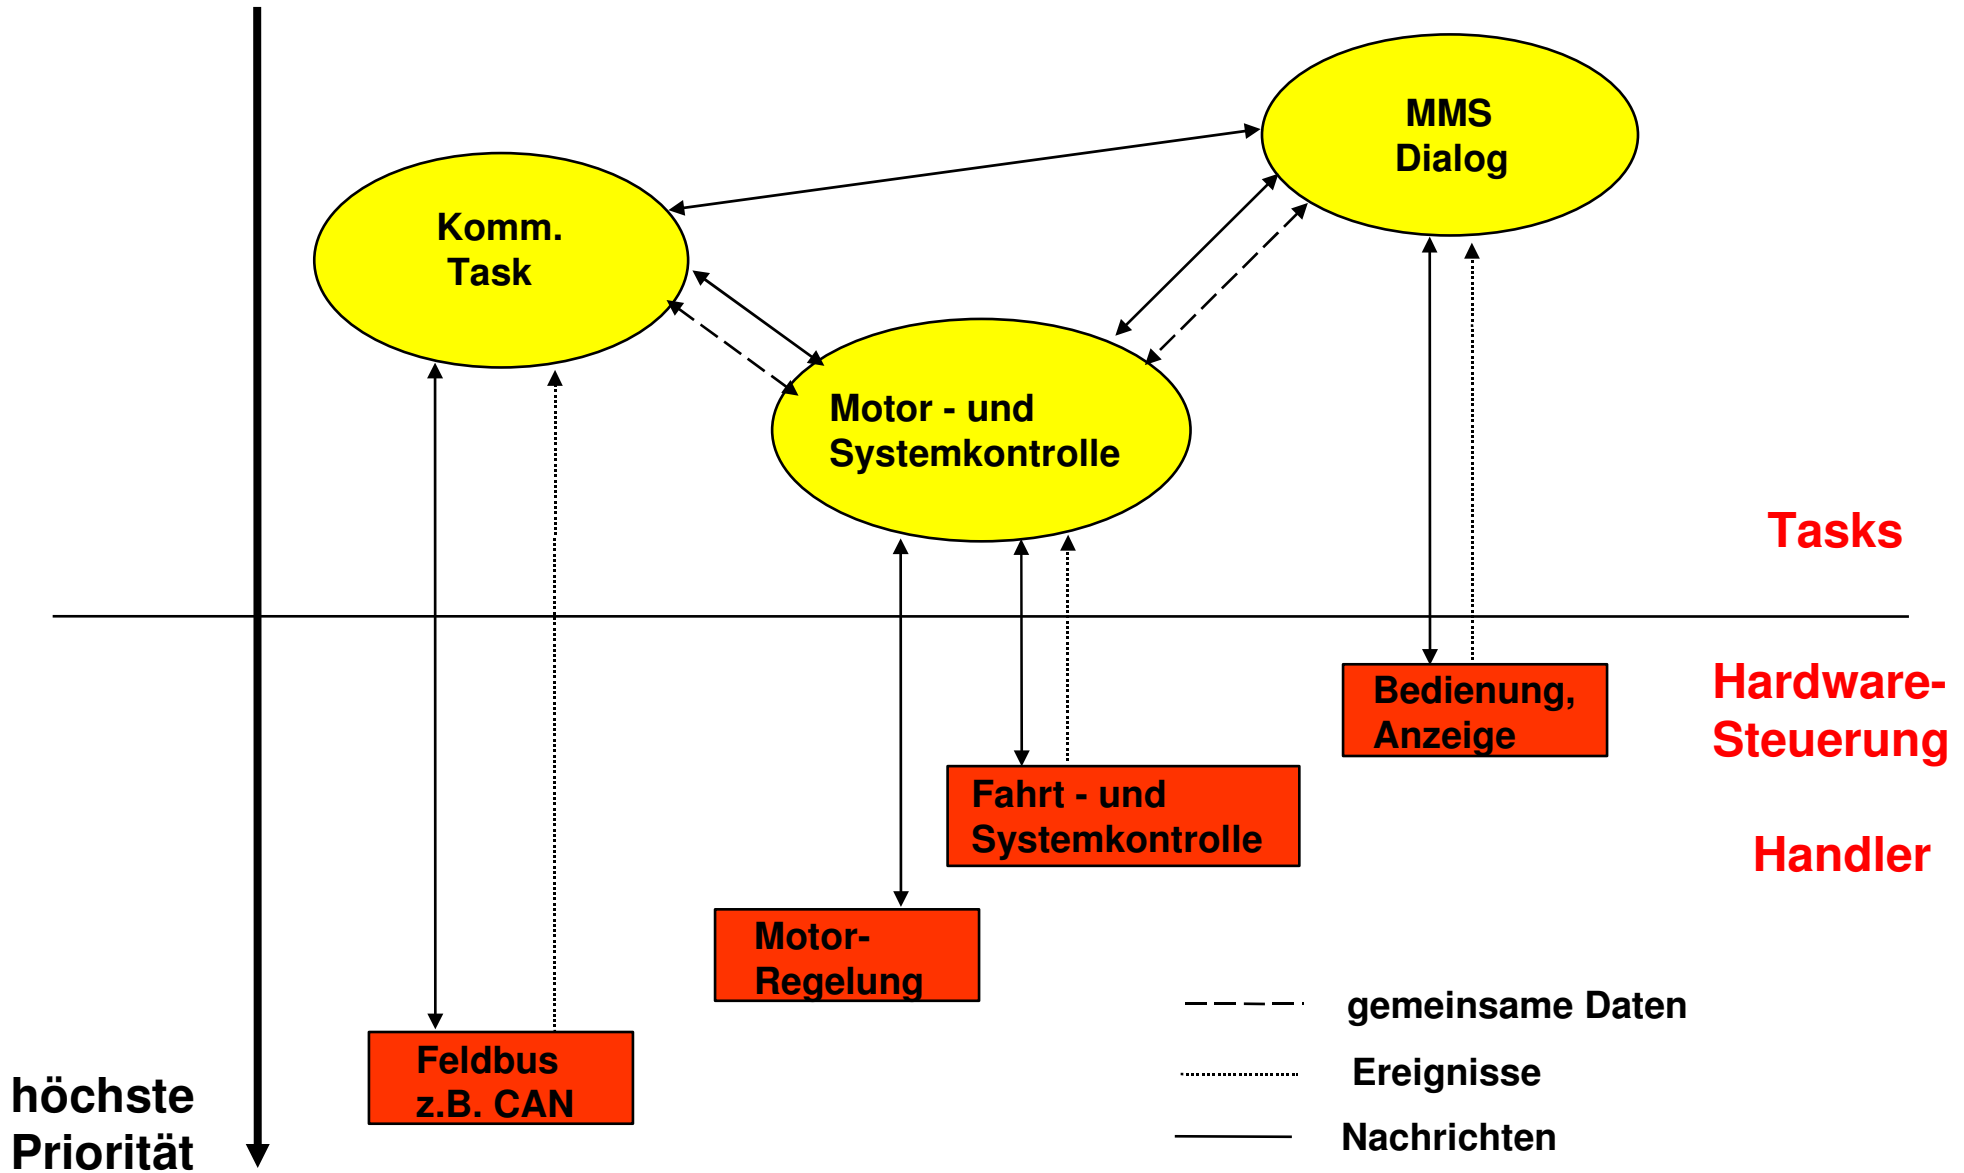 MMS
Dialog
Komm.
Task
Motor - und
Systemkontrolle
Tasks
Hardware-
Steuerung
Bedienung,
Anzeige
Fahrt - und
Systemkontrolle
Handler
Motor-
Regelung
gemeinsame Daten
Feldbus
z.B. CAN
Ereignisse
höchste
Priorität
Nachrichten